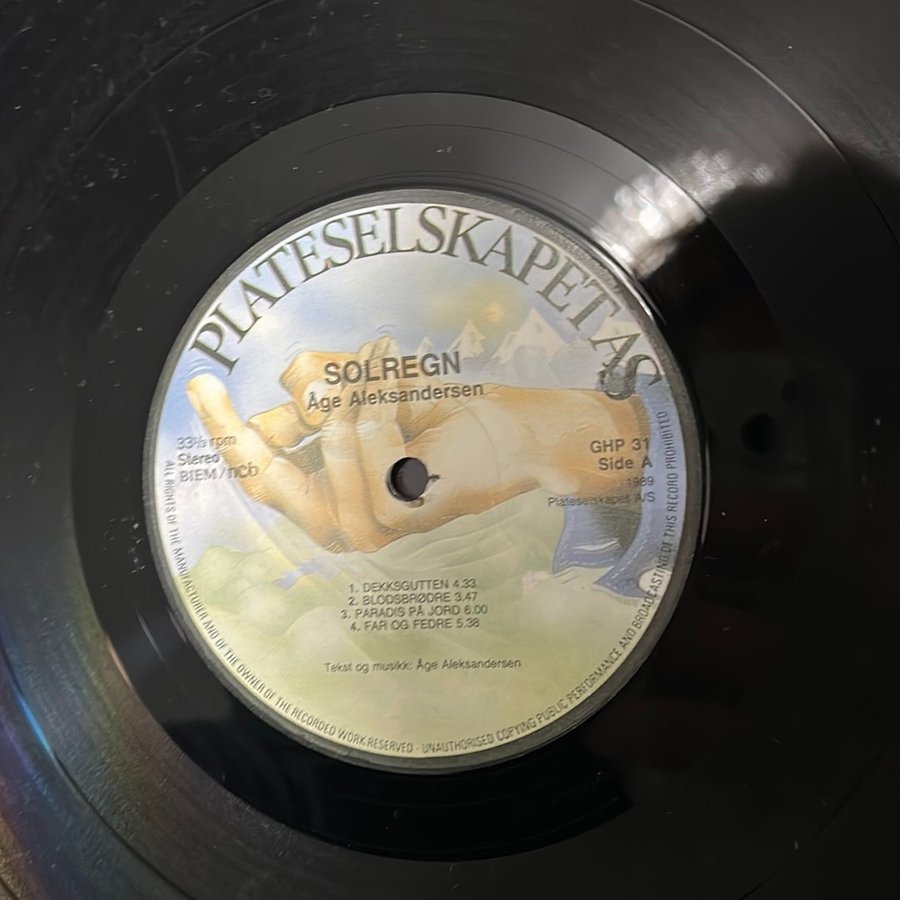 PLATESELSKAPET AS
SOLREGN
Åge Aleksandersen
33⅓ rpm
Stereo
BIEM/ncb
GHP 31
Side A
1989
Plateselskapet A/S
1. DEKKSGUTTEN 4.33
2. BLODSBRØDRE 3.47
3. PARADIS PÅ JORD 6.00
4. FAR OG FEDRE 5.38
Tekst og musikk: Åge Aleksandersen
ALL RIGHTS OF THE MANUFACTURER AND OF THE OWNER OF THE RECORDED WORK RESERVED · UNAUTHORISED COPYING PUBLIC PERFORMANCE AND BROADCASTING OF THIS RECORD PROHIBITED